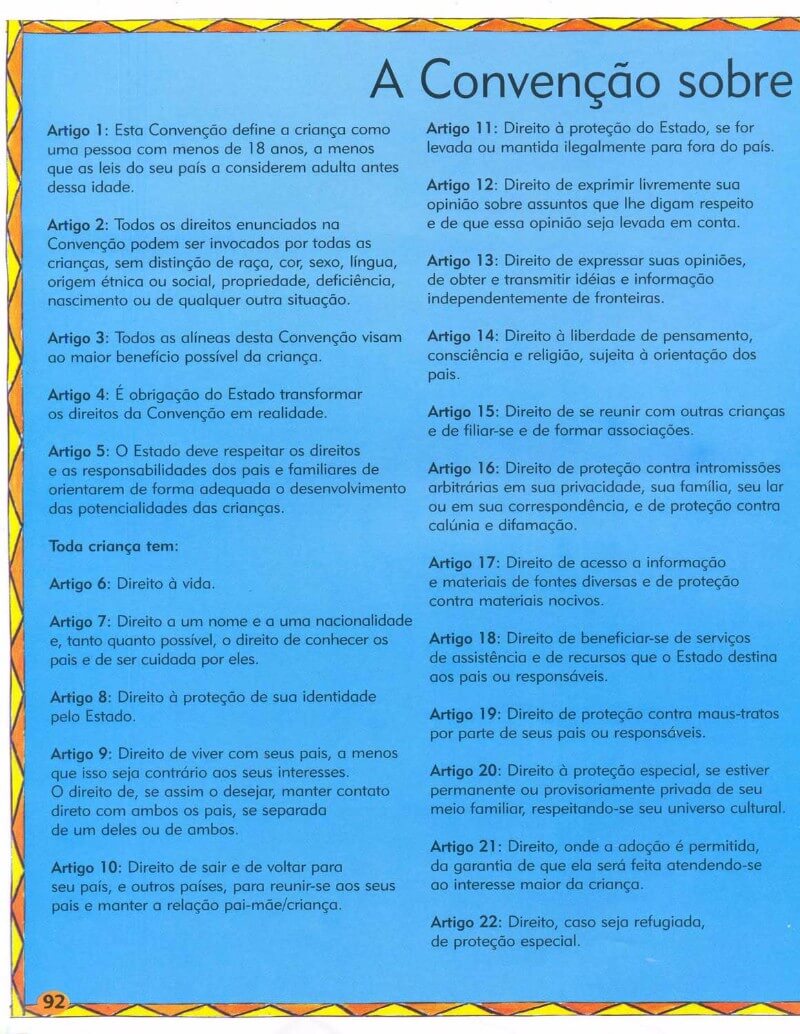 A Convenção sobre
Artigo 1: Esta Convenção define a criança como
uma pessoa com menos de 18 anos, a menos
que as leis do seu país a considerem adulta antes
dessa idade.
Artigo 2: Todos os direitos enunciados na
Convenção podem ser invocados por todas as
crianças, sem distinção de raça, cor, sexo, língua,
origem étnica ou social, propriedade, deficiência,
nascimento ou de qualquer outra situação.
Artigo 3: Todos as alíneas desta Convenção visam
ao maior benefício possível da criança.
Artigo 4: É obrigação do Estado transformar
os direitos da Convenção em realidade.
Artigo 5: O Estado deve respeitar os direitos
e as responsabilidades dos pais e familiares de
orientarem de forma adequada o desenvolvimento
das potencialidades das crianças.
Toda criança tem:
Artigo 6: Direito à vida.
Artigo 7: Direito a um nome e a uma nacionalidade
e, tanto quanto possível, o direito de conhecer os
pais e de ser cuidada por eles.
Artigo 8: Direito à proteção de sua identidade
pelo Estado.
Artigo 9: Direito de viver com seus pais, a menos
que isso seja contrário aos seus interesses.
O direito de, se assim o desejar, manter contato
direto com ambos os pais, se separada
de um deles ou de ambos.
Artigo 10: Direito de sair e de voltar para
seu país, e outros países, para reunir-se aos seus
pais e manter a relação pai-mãe/criança.
Artigo 11: Direito à proteção do Estado, se for
levada ou mantida ilegalmente para fora do país.
Artigo 12: Direito de exprimir livremente sua
opinião sobre assuntos que lhe digam respeito
e de que essa opinião seja levada em conta.
Artigo 13: Direito de expressar suas opiniões,
de obter e transmitir idéias e informação
independentemente de fronteiras.
Artigo 14: Direito à liberdade de pensamento,
consciência e religião, sujeita à orientação dos
pais.
Artigo 15: Direito de se reunir com outras crianças
e de filiar-se e de formar associações.
Artigo 16: Direito de proteção contra intromissões
arbitrárias em sua privacidade, sua família, seu lar
ou em sua correspondência, e de proteção contra
calúnia e difamação.
Artigo 17: Direito de acesso a informação
e materiais de fontes diversas e de proteção
contra materiais nocivos.
Artigo 18: Direito de beneficiar-se de serviços
de assistência e de recursos que o Estado destina
aos pais ou responsáveis.
Artigo 19: Direito de proteção contra maus-tratos
por parte de seus pais ou responsáveis.
Artigo 20: Direito à proteção especial, se estiver
permanente ou provisoriamente privada de seu
meio familiar, respeitando-se seu universo cultural.
Artigo 21: Direito, onde a adoção é permitida,
da garantia de que ela será feita atendendo-se
ao interesse maior da criança.
Artigo 22: Direito, caso seja refugiada,
de proteção especial.
92